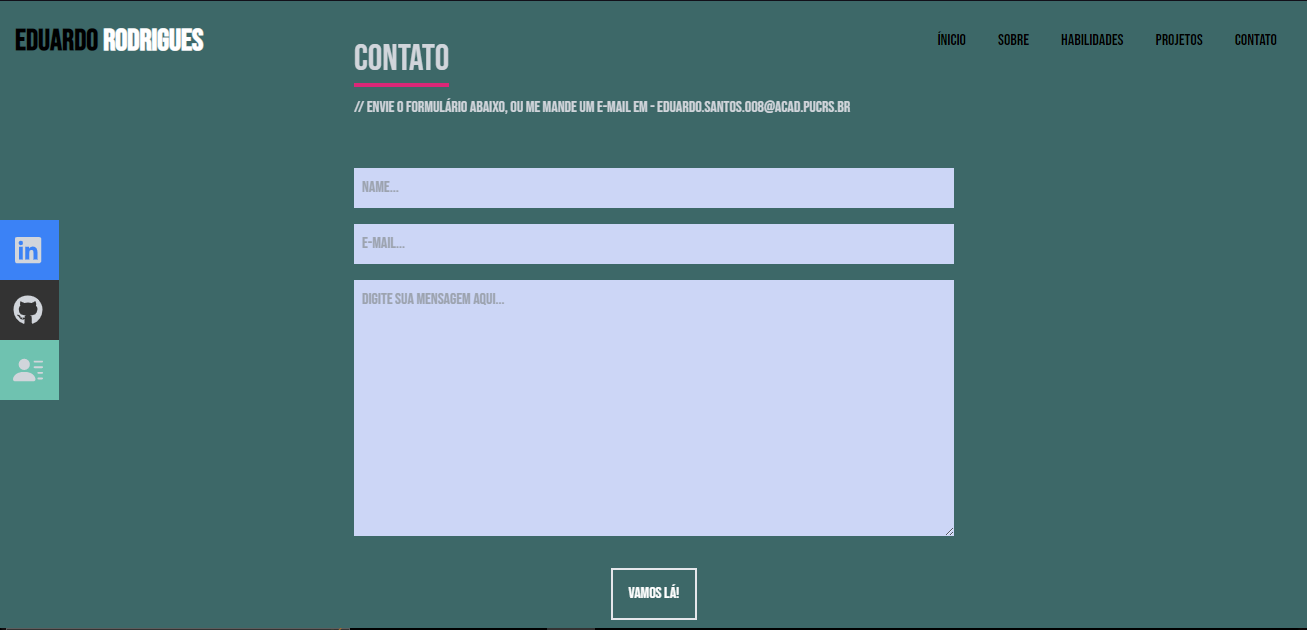 EDUARDO RODRIGUES
ÍNICIO SOBRE HABILIDADES PROJETOS CONTATO
CONTATO
// ENVIE O FORMULÁRIO ABAIXO, OU ME MANDE UM E-MAIL EM - EDUARDO.SANTOS.008@ACAD.PUCRS.BR
NAME...
E-MAIL...
DIGITE SUA MENSAGEM AQUI...
in
VAMOS LÁ!